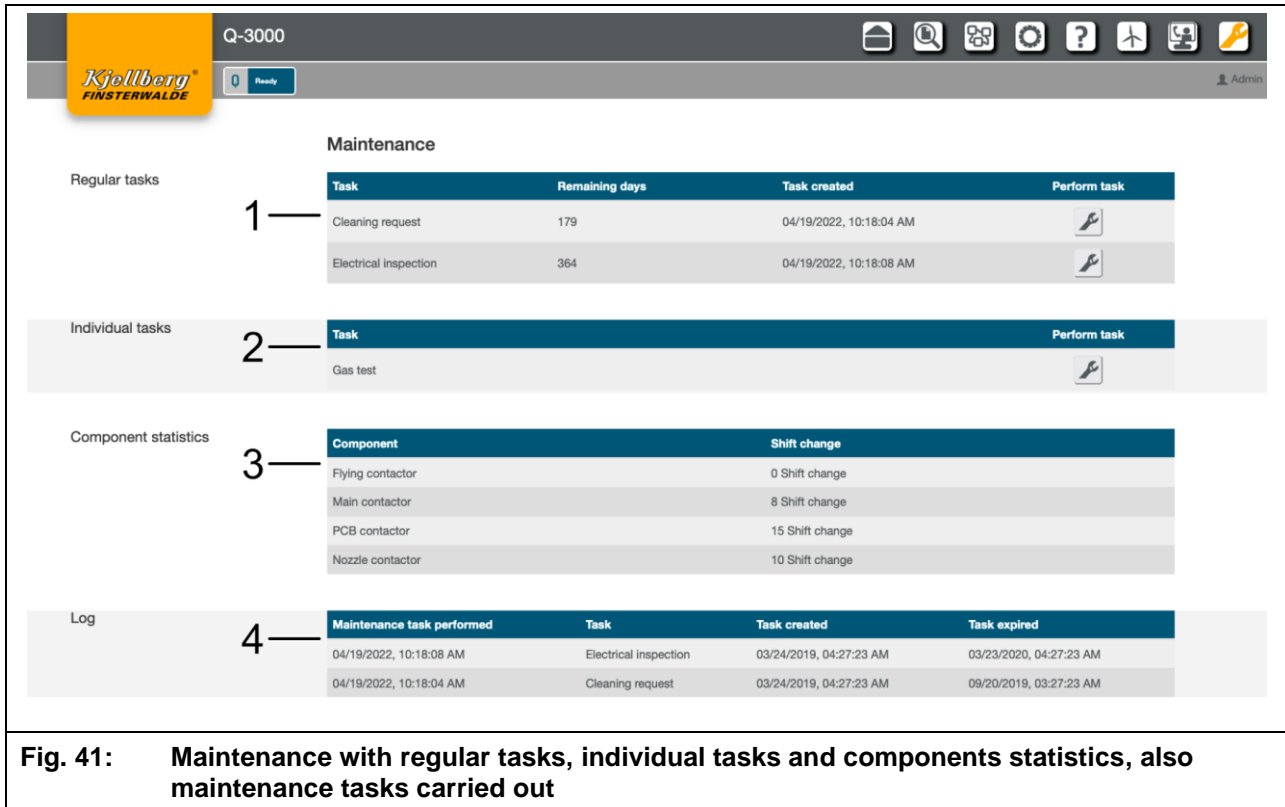 Q-3000
?
Kjellberg®
FINSTERWALDE
0 Ready
Admin
Maintenance
Regular tasks
1
Task Remaining days Task created Perform task
Cleaning request 179 04/19/2022, 10:18:04 AM
Electrical inspection 364 04/19/2022, 10:18:08 AM
Individual tasks
2
Task Perform task
Gas test
Component statistics
3
Component Shift change
Flying contactor 0 Shift change
Main contactor 8 Shift change
PCB contactor 15 Shift change
Nozzle contactor 10 Shift change
Log
4
Maintenance task performed Task Task created Task expired
04/19/2022, 10:18:08 AM Electrical inspection 03/24/2019, 04:27:23 AM 03/23/2020, 04:27:23 AM
04/19/2022, 10:18:04 AM Cleaning request 03/24/2019, 04:27:23 AM 09/20/2019, 03:27:23 AM
Fig. 41: Maintenance with regular tasks, individual tasks and components statistics, also
maintenance tasks carried out